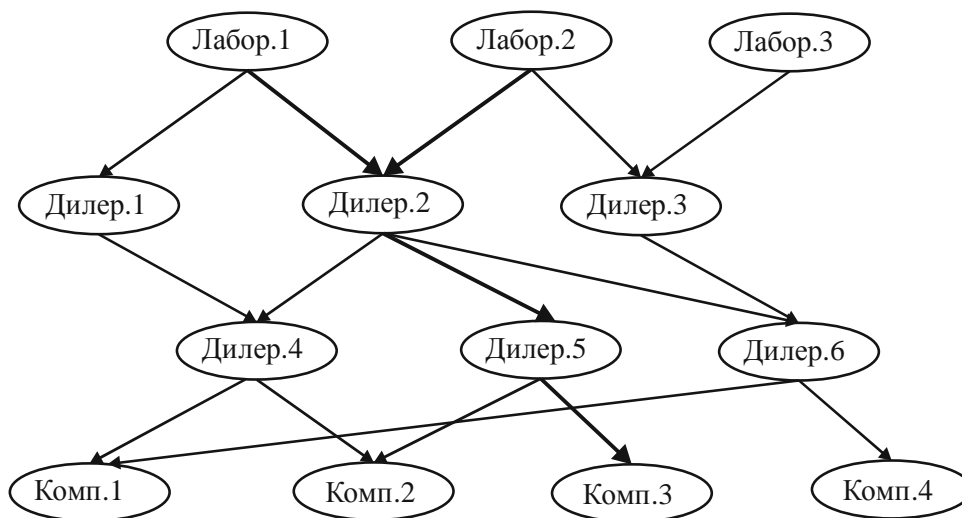 Лабор.1
Лабор.2
Лабор.3
Дилер.1
Дилер.2
Дилер.3
Дилер.4
Дилер.5
Дилер.6
Комп.1
Комп.2
Комп.3
Комп.4